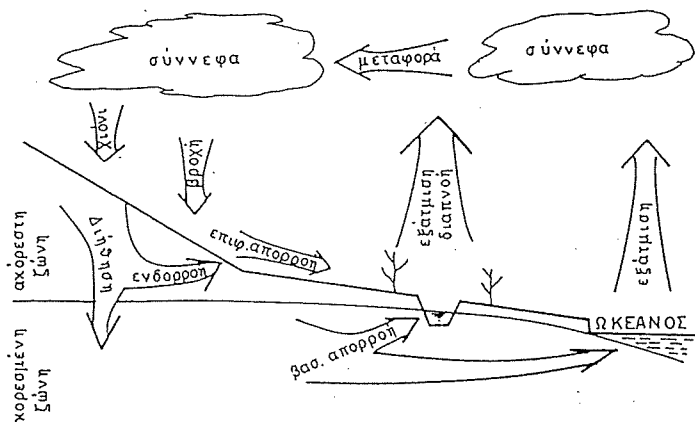 σύννεφα
μεταφορά
σύννεφα
χιόνι
βροχή
εξάτμιση
διαπνοή
εξάτμιση
ακόρεστη
ζώνη
Διήθηση
ενδορροή
επιφ. απορροή
ΩΚΕΑΝΟΣ
κορεσμένη
ζώνη
βασ. απορροή